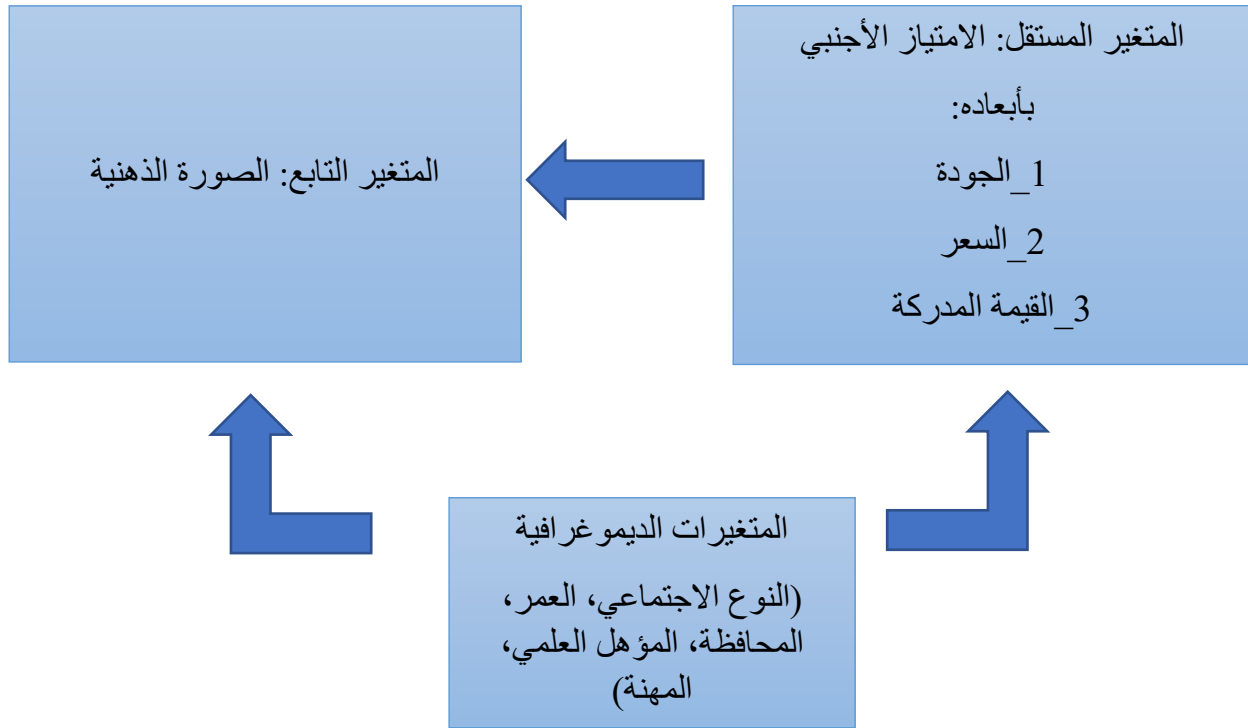 المتغير المستقل: الامتياز الأجنبي
بأبعاده:
1_الجودة
2_السعر
3_القيمة المدركة
المتغير التابع: الصورة الذهنية
المتغيرات الديموغرافية
(النوع الاجتماعي، العمر،
المحافظة، المؤهل العلمي،
المهنة)